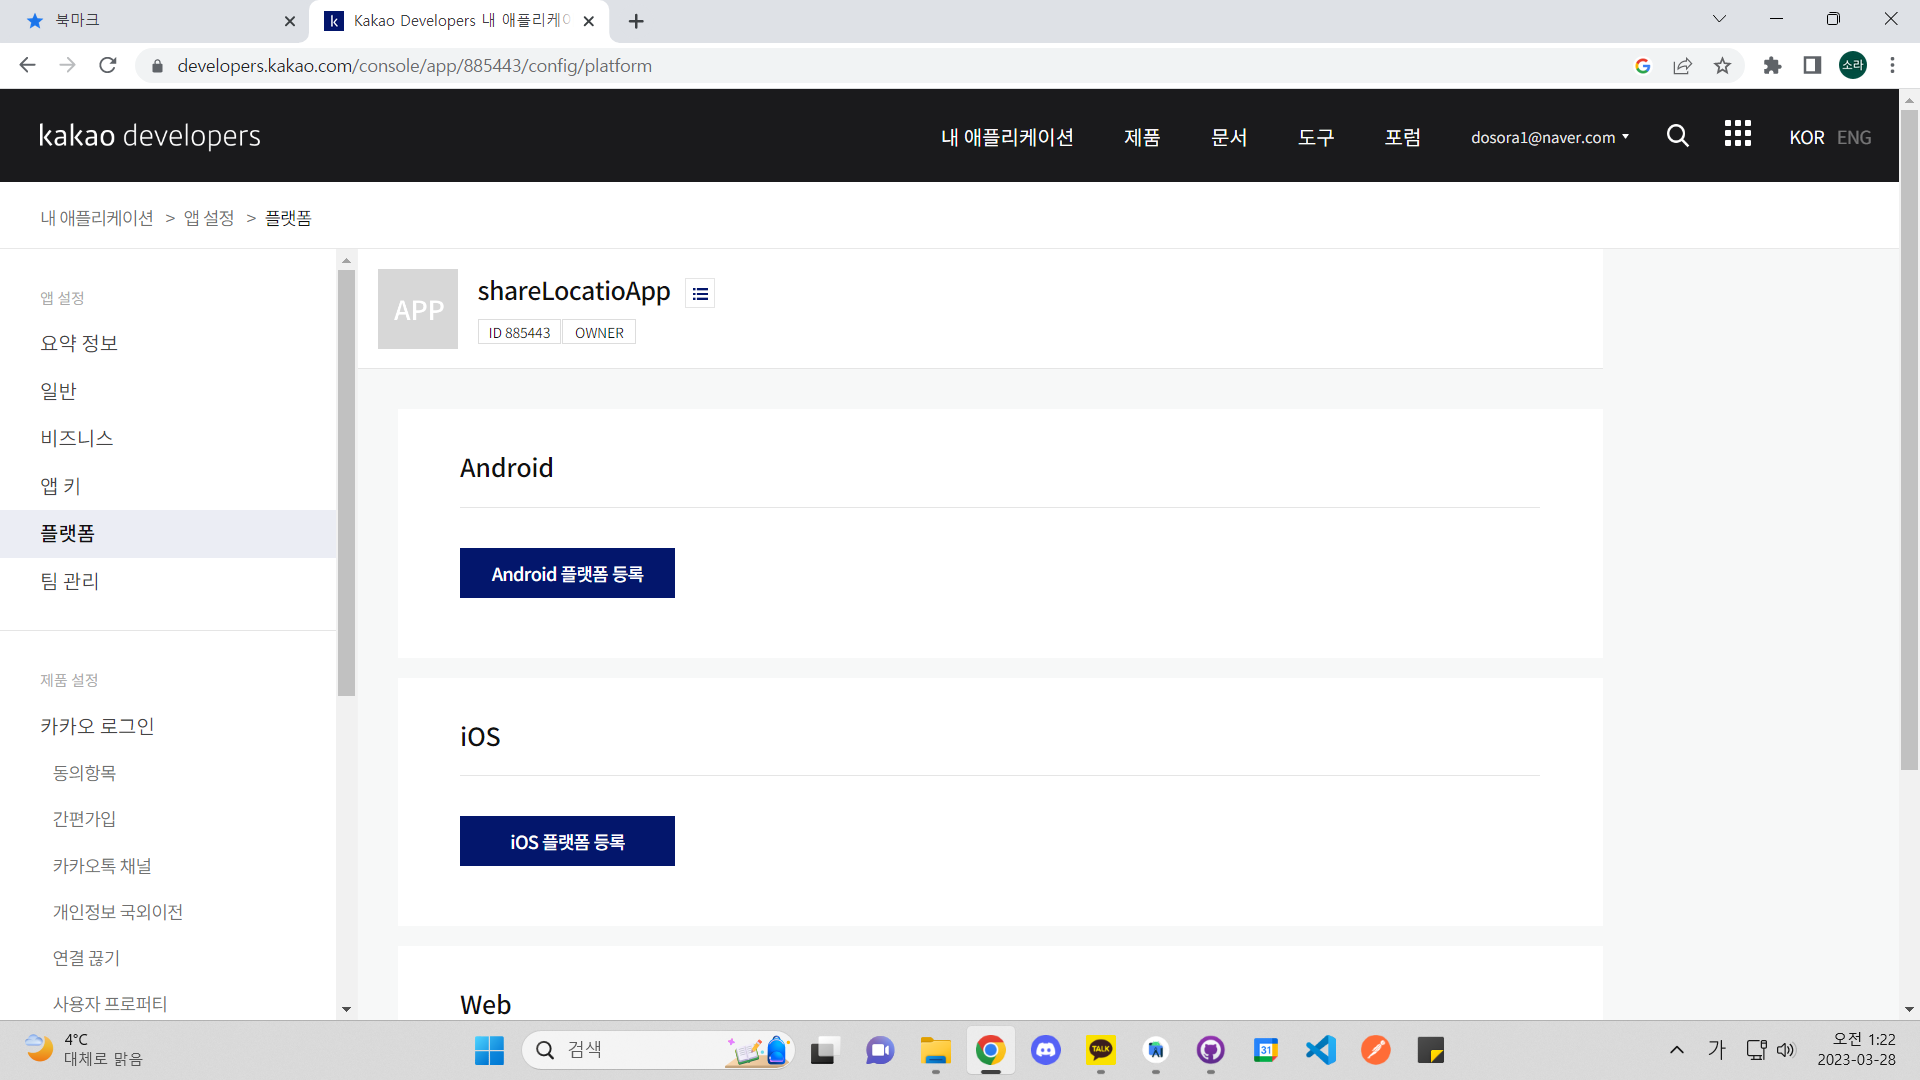 북마크
Kakao Developers 내 애플리케이
developers.kakao.com/console/app/885443/config/platform
소라
kakao developers
내 애플리케이션 제품 문서 도구 포럼 dosora1@naver.com KOR ENG
내 애플리케이션 > 앱 설정 > 플랫폼
앱 설정
요약 정보
일반
비즈니스
앱 키
플랫폼
팀 관리
제품 설정
카카오 로그인
동의항목
간편가입
카카오톡 채널
개인정보 국외이전
연결 끊기
사용자 프로퍼티
APP
shareLocatioApp
ID 885443 OWNER
Android
Android 플랫폼 등록
iOS
iOS 플랫폼 등록
Web
4°C
대체로 맑음
검색
TALK
31
가
오전 1:22
2023-03-28